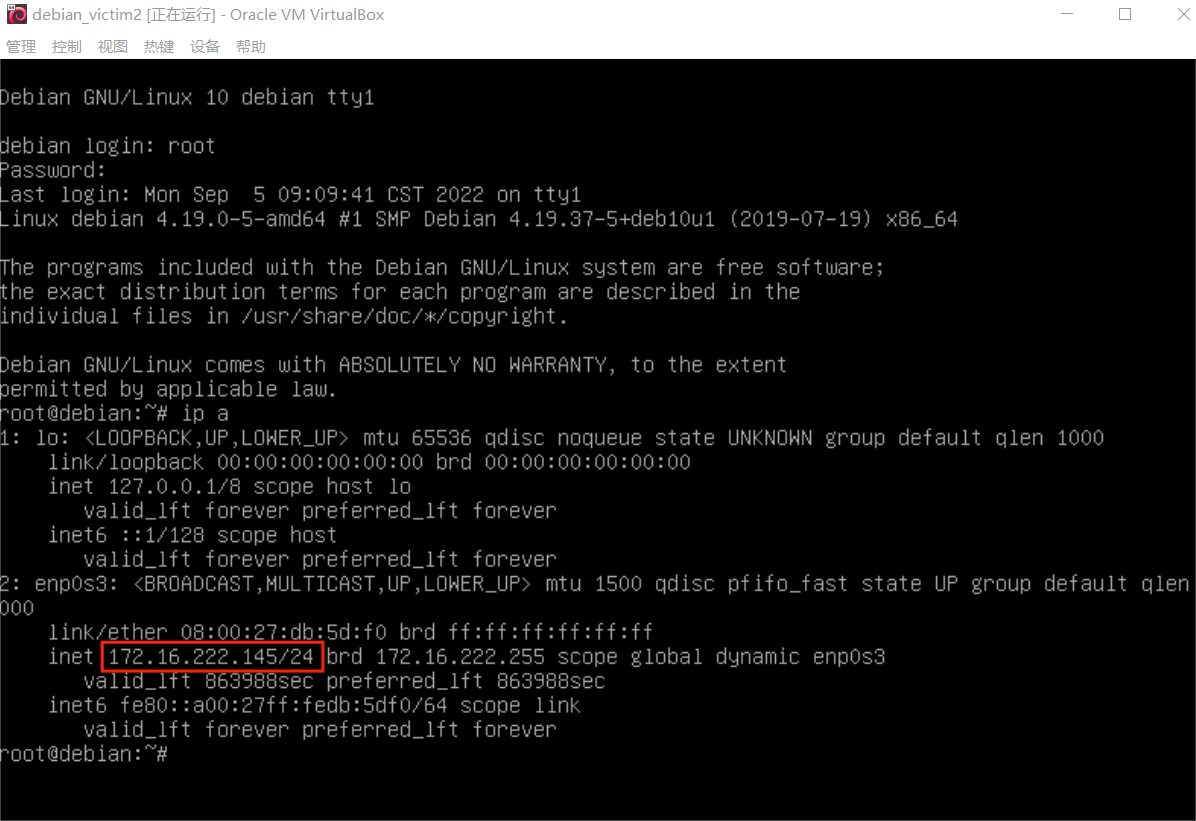 debian_victim2 [正在运行] - Oracle VM VirtualBox
管理 控制 视图 热键 设备 帮助
Debian GNU/Linux 10 debian tty1
debian login: root
Password:
Last login: Mon Sep  5 09:09:41 CST 2022 on tty1
Linux debian 4.19.0-5-amd64 #1 SMP Debian 4.19.37-5+deb10u1 (2019-07-19) x86_64
The programs included with the Debian GNU/Linux system are free software;
the exact distribution terms for each program are described in the
individual files in /usr/share/doc/*/copyright.
Debian GNU/Linux comes with ABSOLUTELY NO WARRANTY, to the extent
permitted by applicable law.
root@debian:~# ip a
1: lo: <LOOPBACK,UP,LOWER_UP> mtu 65536 qdisc noqueue state UNKNOWN group default qlen 1000
link/loopback 00:00:00:00:00:00 brd 00:00:00:00:00:00
inet 127.0.0.1/8 scope host lo
valid_lft forever preferred_lft forever
inet6 ::1/128 scope host
valid_lft forever preferred_lft forever
2: enp0s3: <BROADCAST,MULTICAST,UP,LOWER_UP> mtu 1500 qdisc pfifo_fast state UP group default qlen
000
link/ether 08:00:27:db:5d:f0 brd ff:ff:ff:ff:ff:ff
inet 172.16.222.145/24 brd 172.16.222.255 scope global dynamic enp0s3
valid_lft 863988sec preferred_lft 863988sec
inet6 fe80::a00:27ff:fedb:5df0/64 scope link
valid_lft forever preferred_lft forever
root@debian:~#